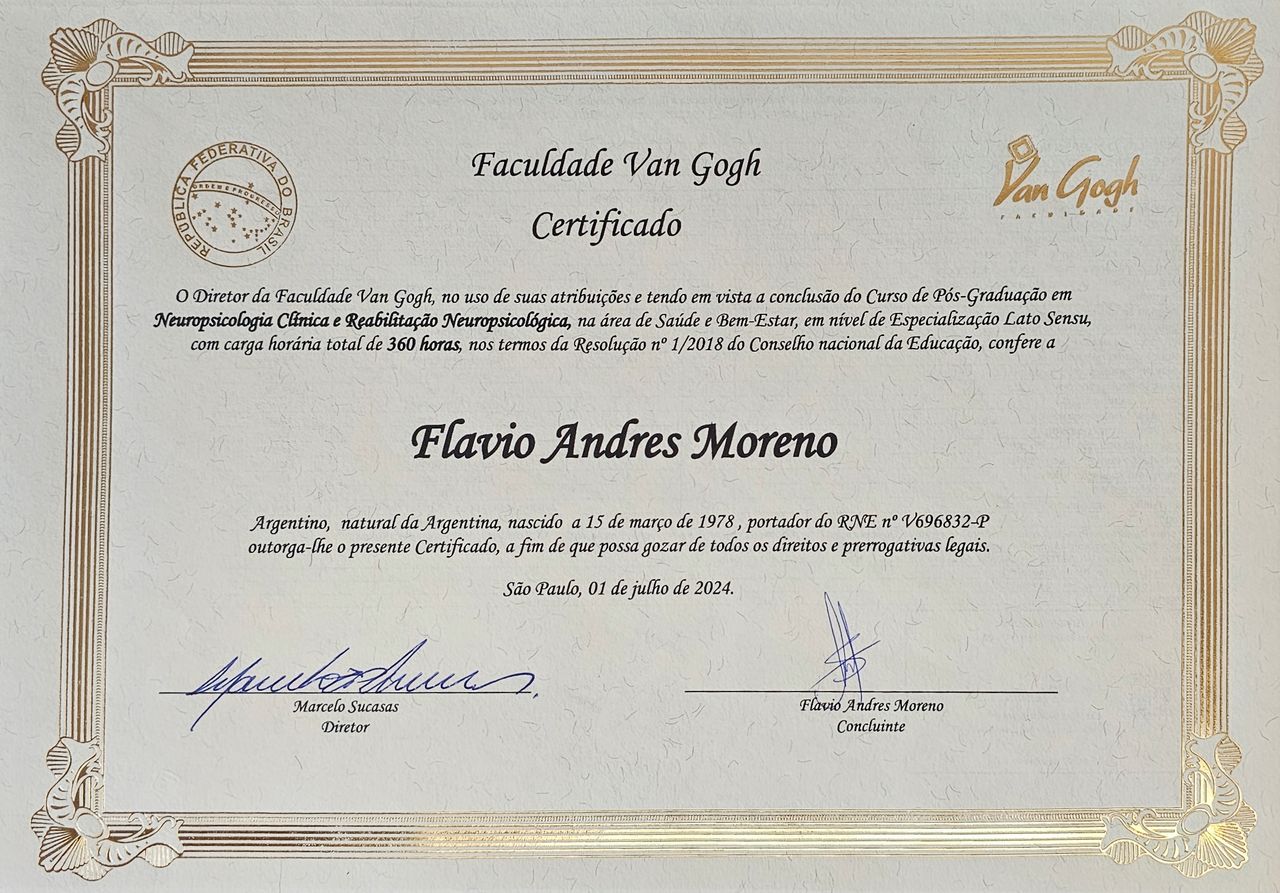 REPÚBLICA FEDERATIVA DO BRASIL
ORDEM E PROGRESSO
Faculdade Van Gogh
Van Gogh
FACULDADE
Certificado
O Diretor da Faculdade Van Gogh, no uso de suas atribuições e tendo em vista a conclusão do Curso de Pós-Graduação em
Neuropsicologia Clínica e Reabilitação Neuropsicológica, na área de Saúde e Bem-Estar, em nível de Especialização Lato Sensu,
com carga horária total de 360 horas, nos termos da Resolução nº 1/2018 do Conselho nacional da Educação, confere a
Flavio Andres Moreno
Argentino, natural da Argentina, nascido a 15 de março de 1978 , portador do RNE nº V696832-P
outorga-lhe o presente Certificado, a fim de que possa gozar de todos os direitos e prerrogativas legais.
São Paulo, 01 de julho de 2024.
Marcelo Sucasas
Diretor
Flavio Andres Moreno
Concluinte